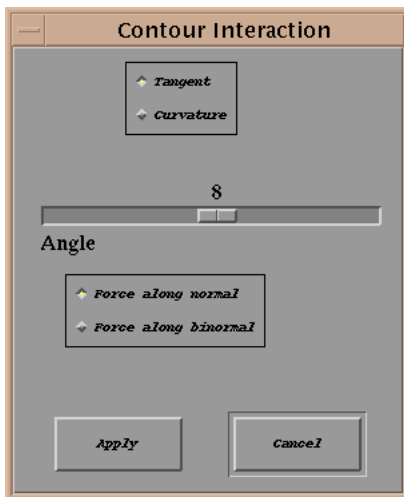 Contour Interaction
Tangent
Curvature
8
Angle
Force along normal
Force along binormal
Apply
Cancel